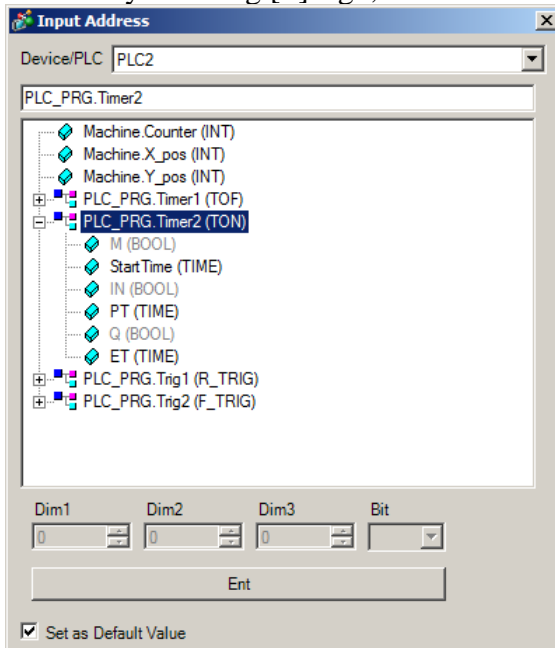 Input Address
Device/PLC PLC2
PLC_PRG.Timer2
Machine.Counter (INT)
Machine.X_pos (INT)
Machine.Y_pos (INT)
PLC_PRG.Timer1 (TOF)
PLC_PRG.Timer2 (TON)
M (BOOL)
StartTime (TIME)
IN (BOOL)
PT (TIME)
Q (BOOL)
ET (TIME)
PLC_PRG.Trig1 (R_TRIG)
PLC_PRG.Trig2 (F_TRIG)
Dim1 Dim2 Dim3 Bit
0 0 0
Ent
Set as Default Value